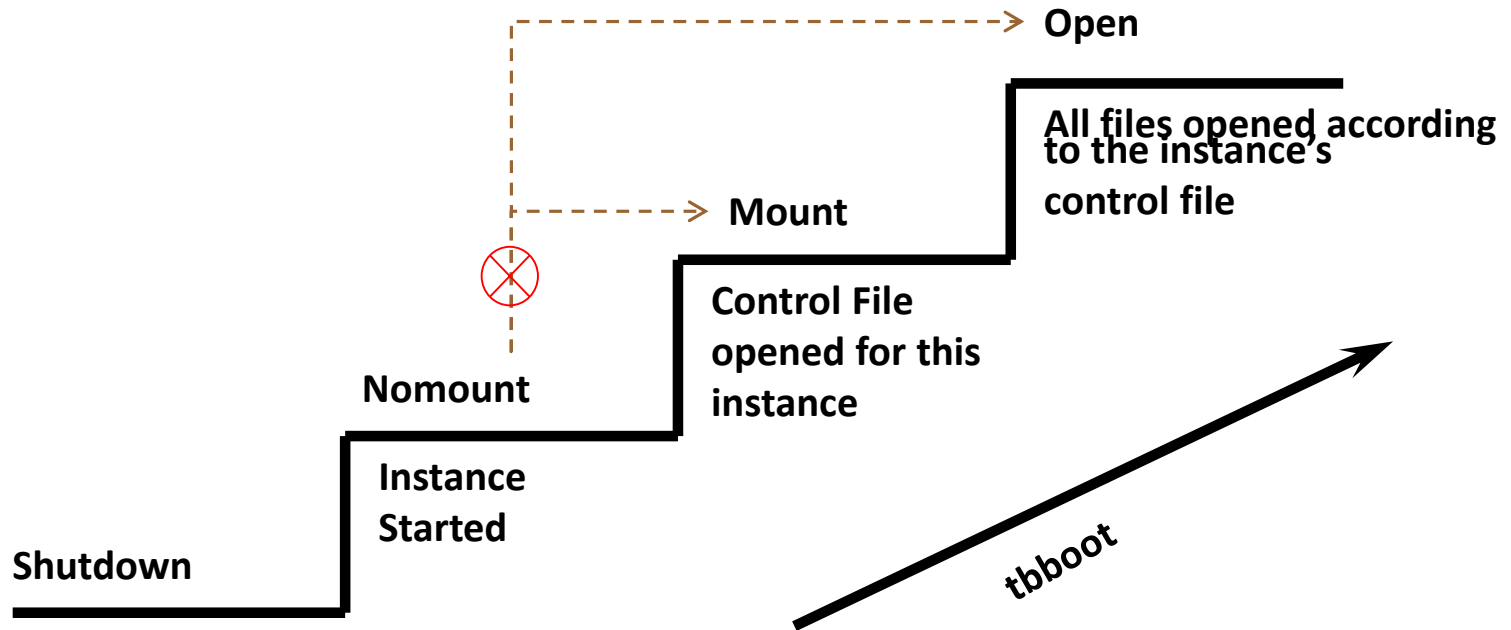 Open
All files opened according
to the instance's
control file
Mount
Control File
opened for this
instance
Nomount
Instance
Started
Shutdown
tbboot